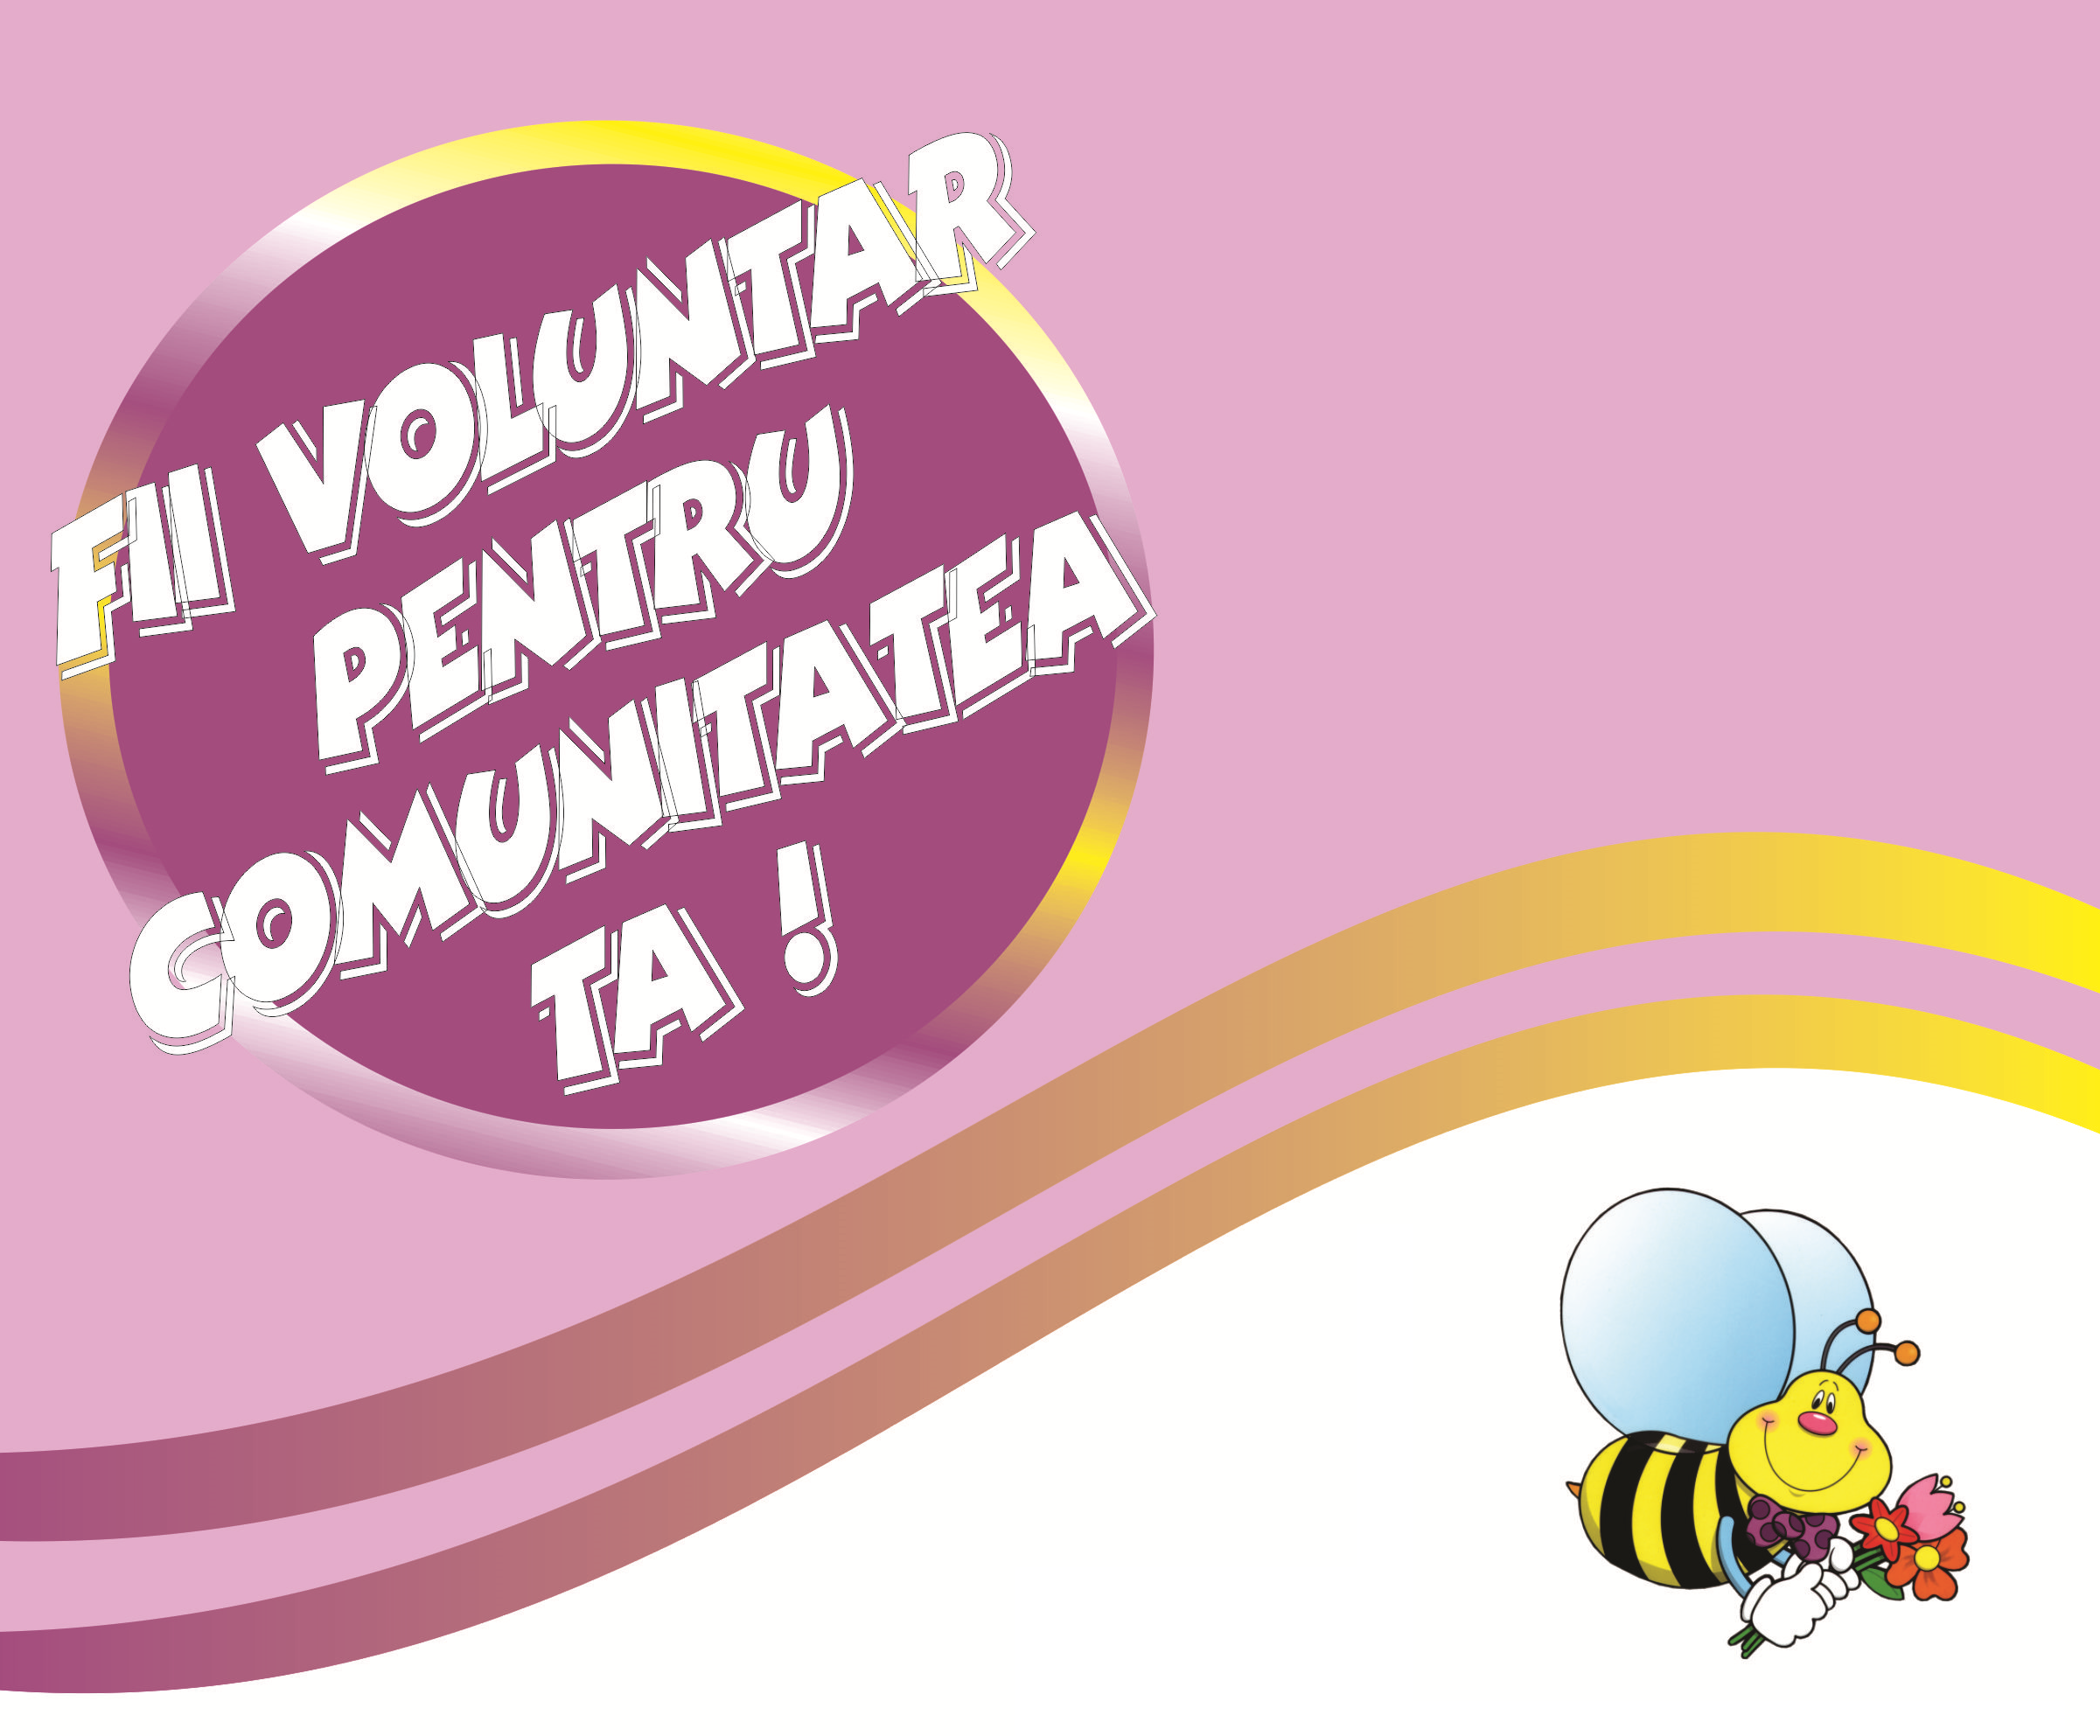 FII VOLUNTAR
PENTRU
COMUNITATEA
TA !